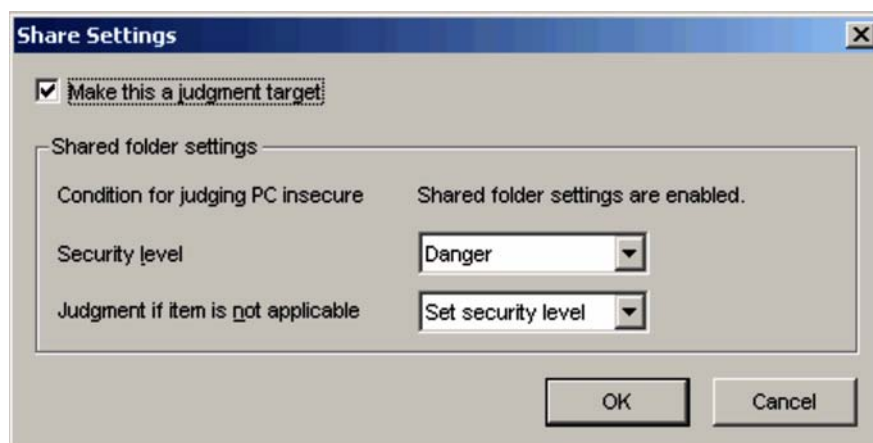 Share Settings
Make this a judgment target
Shared folder settings
Condition for judging PC insecure Shared folder settings are enabled.
Security level Danger
Judgment if item is not applicable Set security level
OK Cancel